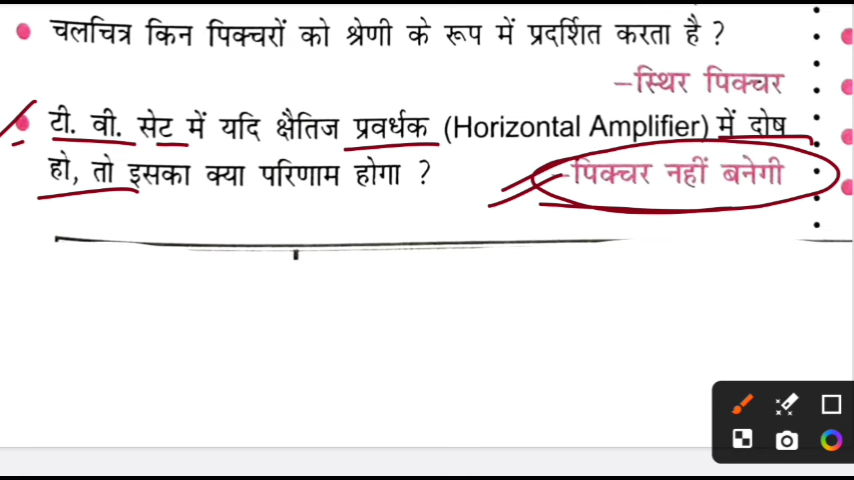 चलचित्र किन पिक्चरों को श्रेणी के रूप में प्रदर्शित करता है ?
–स्थिर पिक्चर
टी. वी. सेट में यदि क्षैतिज प्रवर्धक (Horizontal Amplifier) में दोष
हो, तो इसका क्या परिणाम होगा ?
–पिक्चर नहीं बनेगी